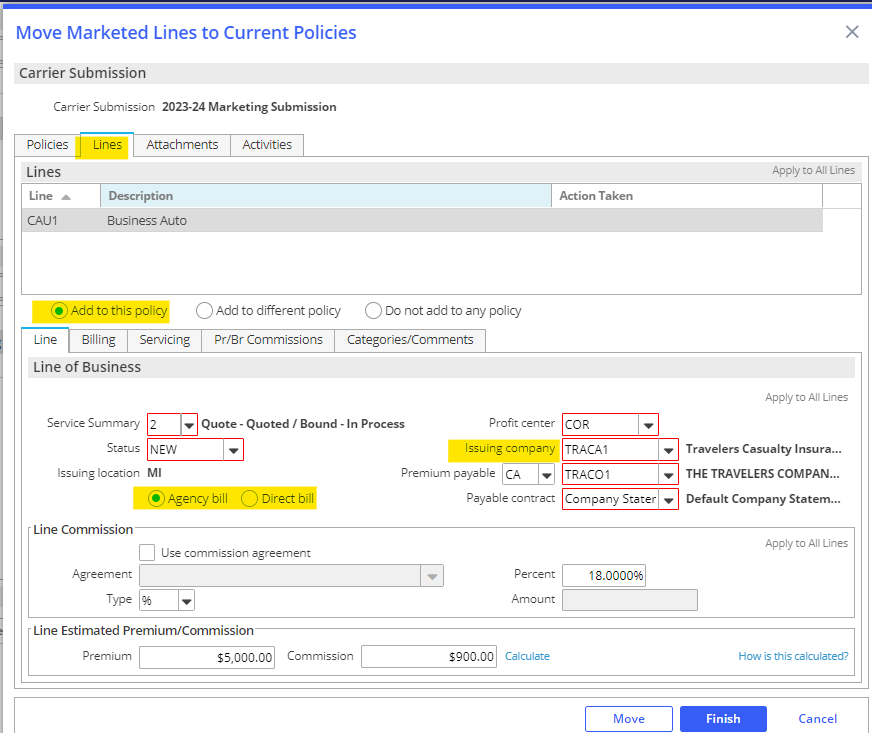 Move Marketed Lines to Current Policies
Carrier Submission
Carrier Submission 2023-24 Marketing Submission
Policies Lines Attachments Activities
Lines Apply to All Lines
Line Description Action Taken
CAU1 Business Auto
Add to this policy Add to different policy Do not add to any policy
Line Billing Servicing Pr/Br Commissions Categories/Comments
Line of Business
Apply to All Lines
Service Summary 2 Quote - Quoted / Bound - In Process Profit center COR
Status NEW Issuing company TRACA1 Travelers Casualty Insura...
Issuing location MI Premium payable CA TRACO1 THE TRAVELERS COMPAN...
Agency bill Direct bill Payable contract Company Stater Default Company Statem...
Line Commission
Use commission agreement Apply to All Lines
Agreement Percent 18.0000%
Type % Amount
Line Estimated Premium/Commission
Premium $5,000.00 Commission $900.00 Calculate How is this calculated?
Move Finish Cancel